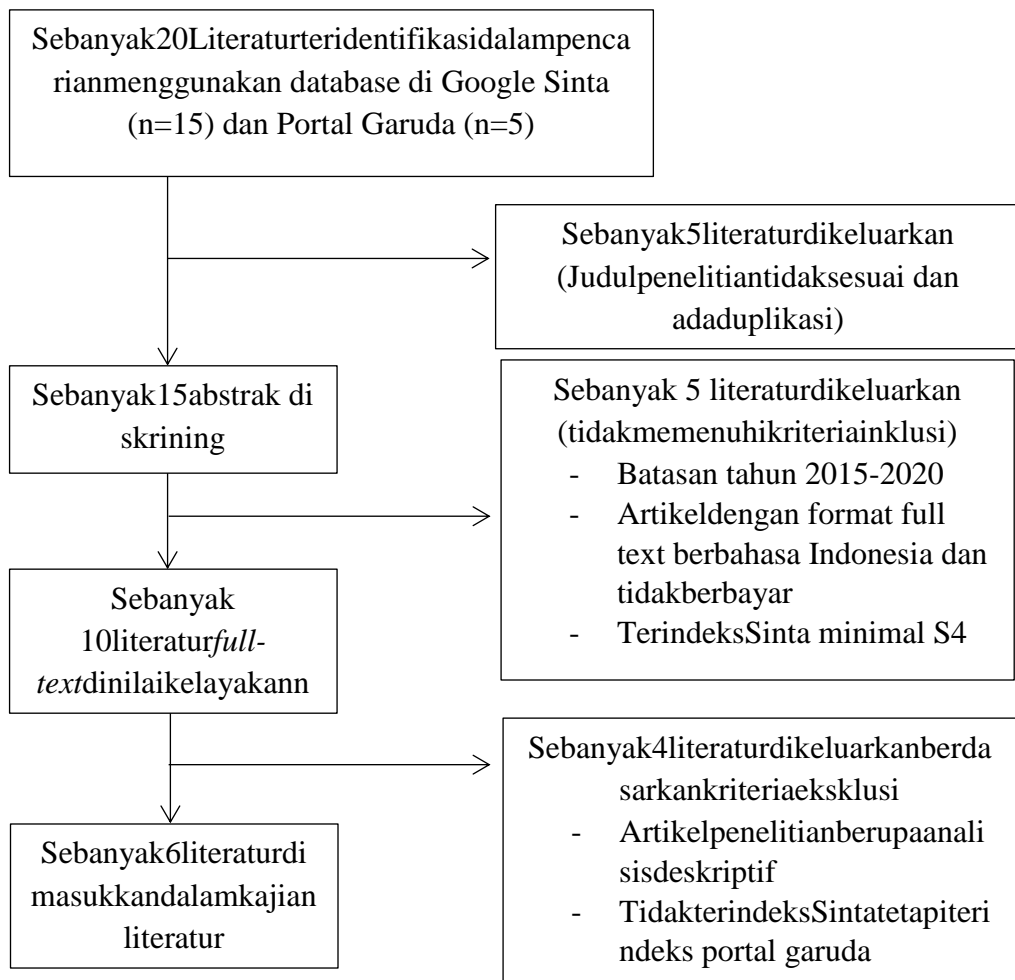 Sebanyak20Literaturteridentifikasidalampenca
rianmenggunakan database di Google Sinta
(n=15) dan Portal Garuda (n=5)
Sebanyak5literaturdikeluarkan
(Judulpenelitiantidaksesuai dan
adaduplikasi)
Sebanyak15abstrak di
skrining
Sebanyak 5 literaturdikeluarkan
(tidakmemenuhikriteriainklusi)
- Batasan tahun 2015-2020
- Artikeldengan format full
text berbahasa Indonesia dan
tidakberbayar
- TerindeksSinta minimal S4
Sebanyak
10literaturfull-
textdinilaikelayakann
Sebanyak4literaturdikeluarkanberda
sarkankriteriaeksklusi
- Artikelpenelitianberupaanali
sisdeskriptif
- TidakterindeksSintatetapiteri
ndeks portal garuda
Sebanyak6literaturdi
masukkandalamkajian
literatur